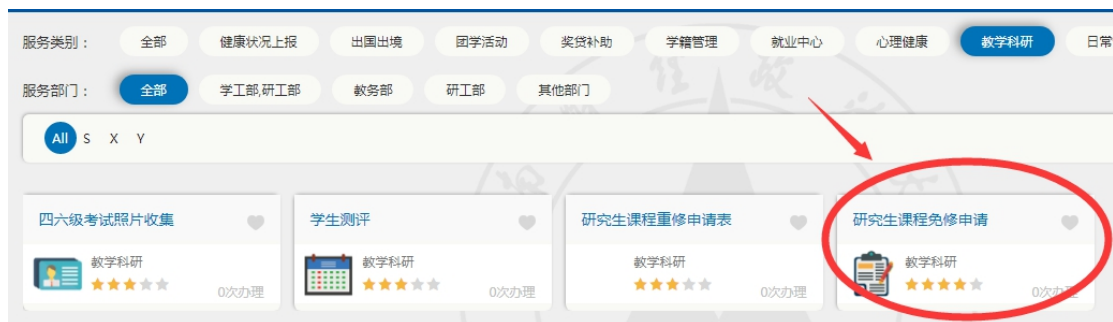 服务类别： 全部 健康状况上报 出国出境 团学活动 奖贷补助 学籍管理 就业中心 心理健康 教学科研 日常
服务部门： 全部 学工部,研工部 教务部 研工部 其他部门
All S X Y
四六级考试照片收集 学生测评 研究生课程重修申请表 研究生课程免修申请
教学科研 教学科研 教学科研 教学科研
0次办理 0次办理 0次办理 0次办理